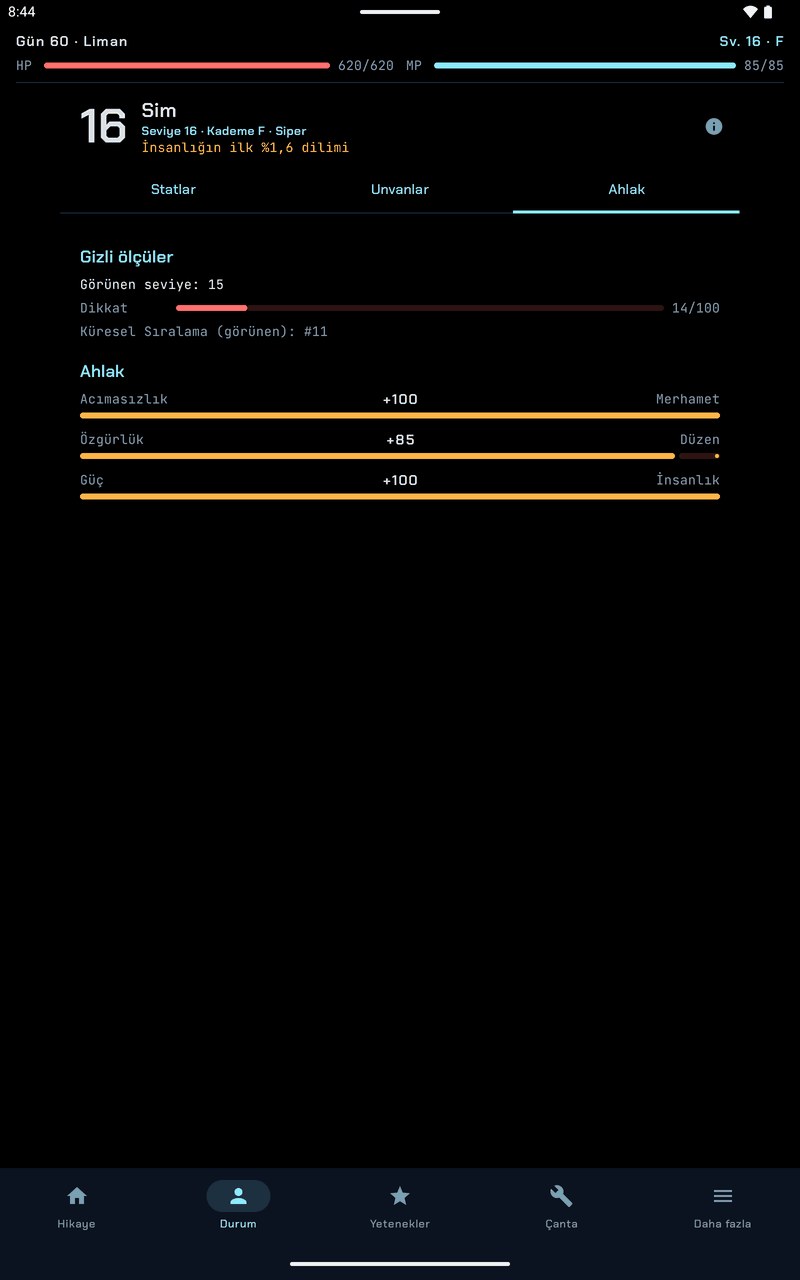 8:44
Gün 60 · Liman
Sv. 16 · F
HP 620/620 MP 85/85
16
Sim
Seviye 16 · Kademe F · Siper
İnsanlığın ilk %1,6 dilimi
Statlar Unvanlar Ahlak
Gizli ölçüler
Görünen seviye: 15
Dikkat 14/100
Küresel Sıralama (görünen): #11
Ahlak
Acımasızlık +100 Merhamet
Özgürlük +85 Düzen
Güç +100 İnsanlık
Hikaye Durum Yetenekler Çanta Daha fazla